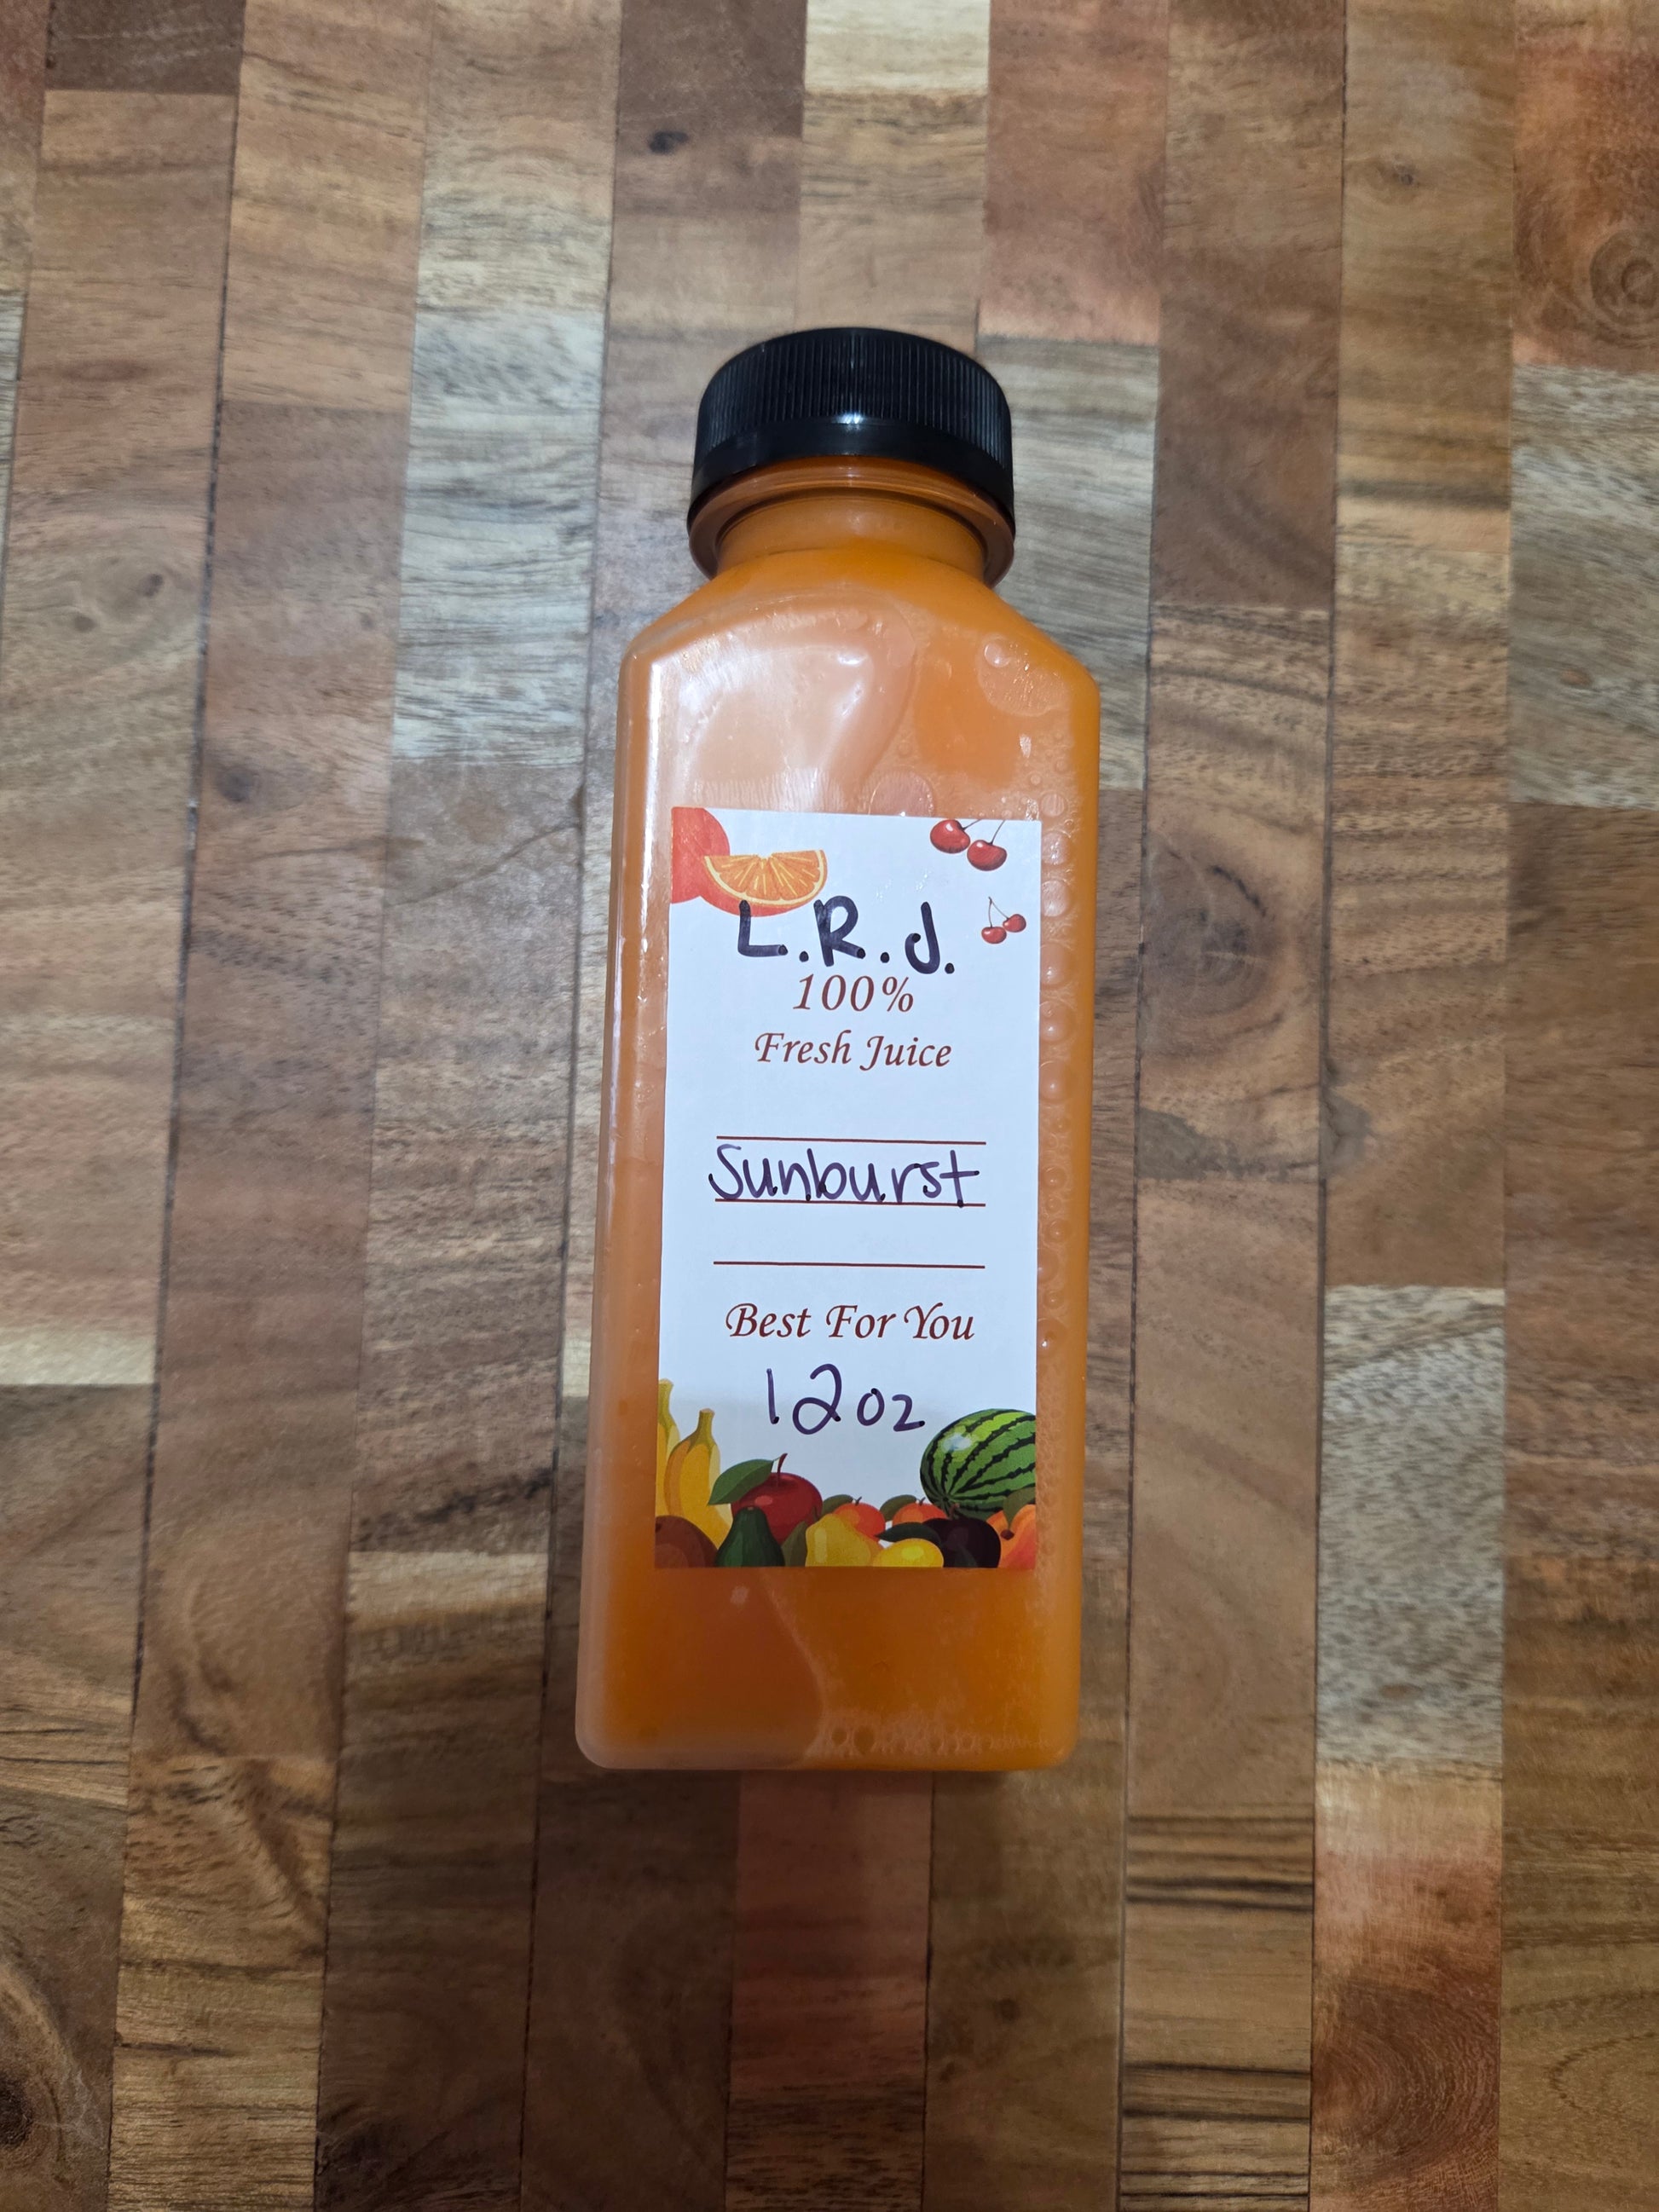 L.R.J.
100%
Fresh Juice
Sunburst
Best For You
12oz